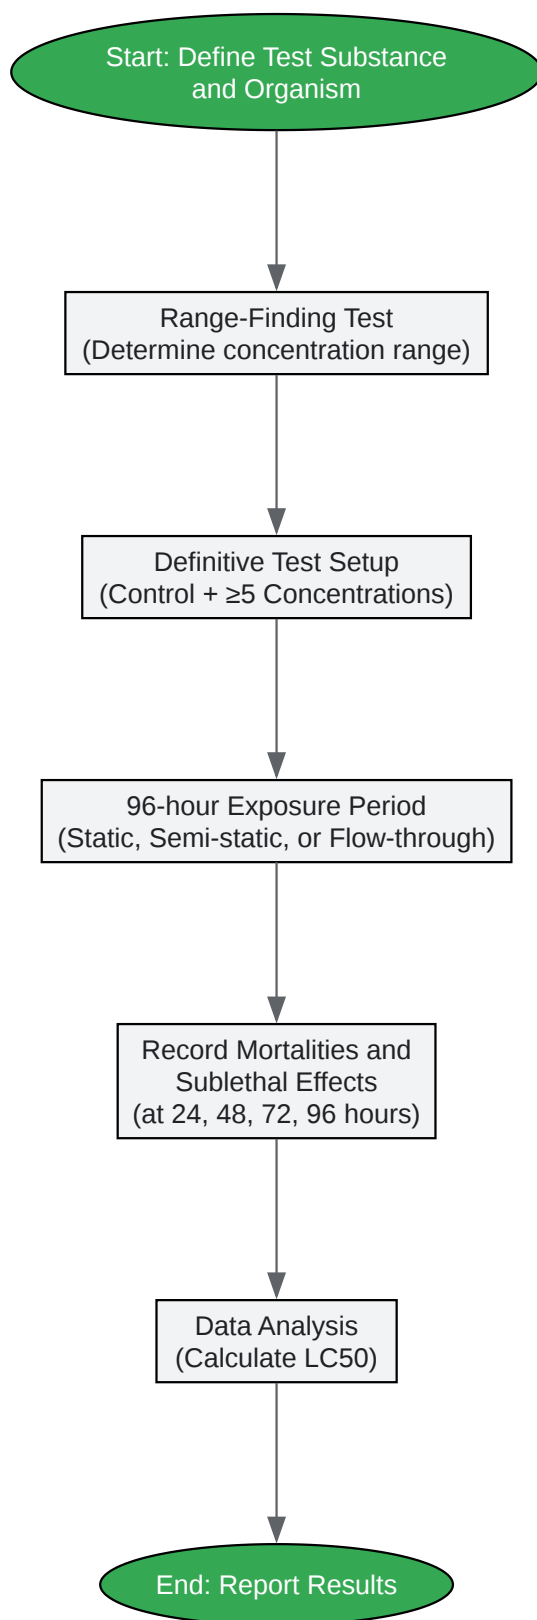 Start: Define Test Substance
and Organism
Range-Finding Test
(Determine concentration range)
Definitive Test Setup
(Control + ≥5 Concentrations)
96-hour Exposure Period
(Static, Semi-static, or Flow-through)
Record Mortalities and
Sublethal Effects
(at 24, 48, 72, 96 hours)
Data Analysis
(Calculate LC50)
End: Report Results